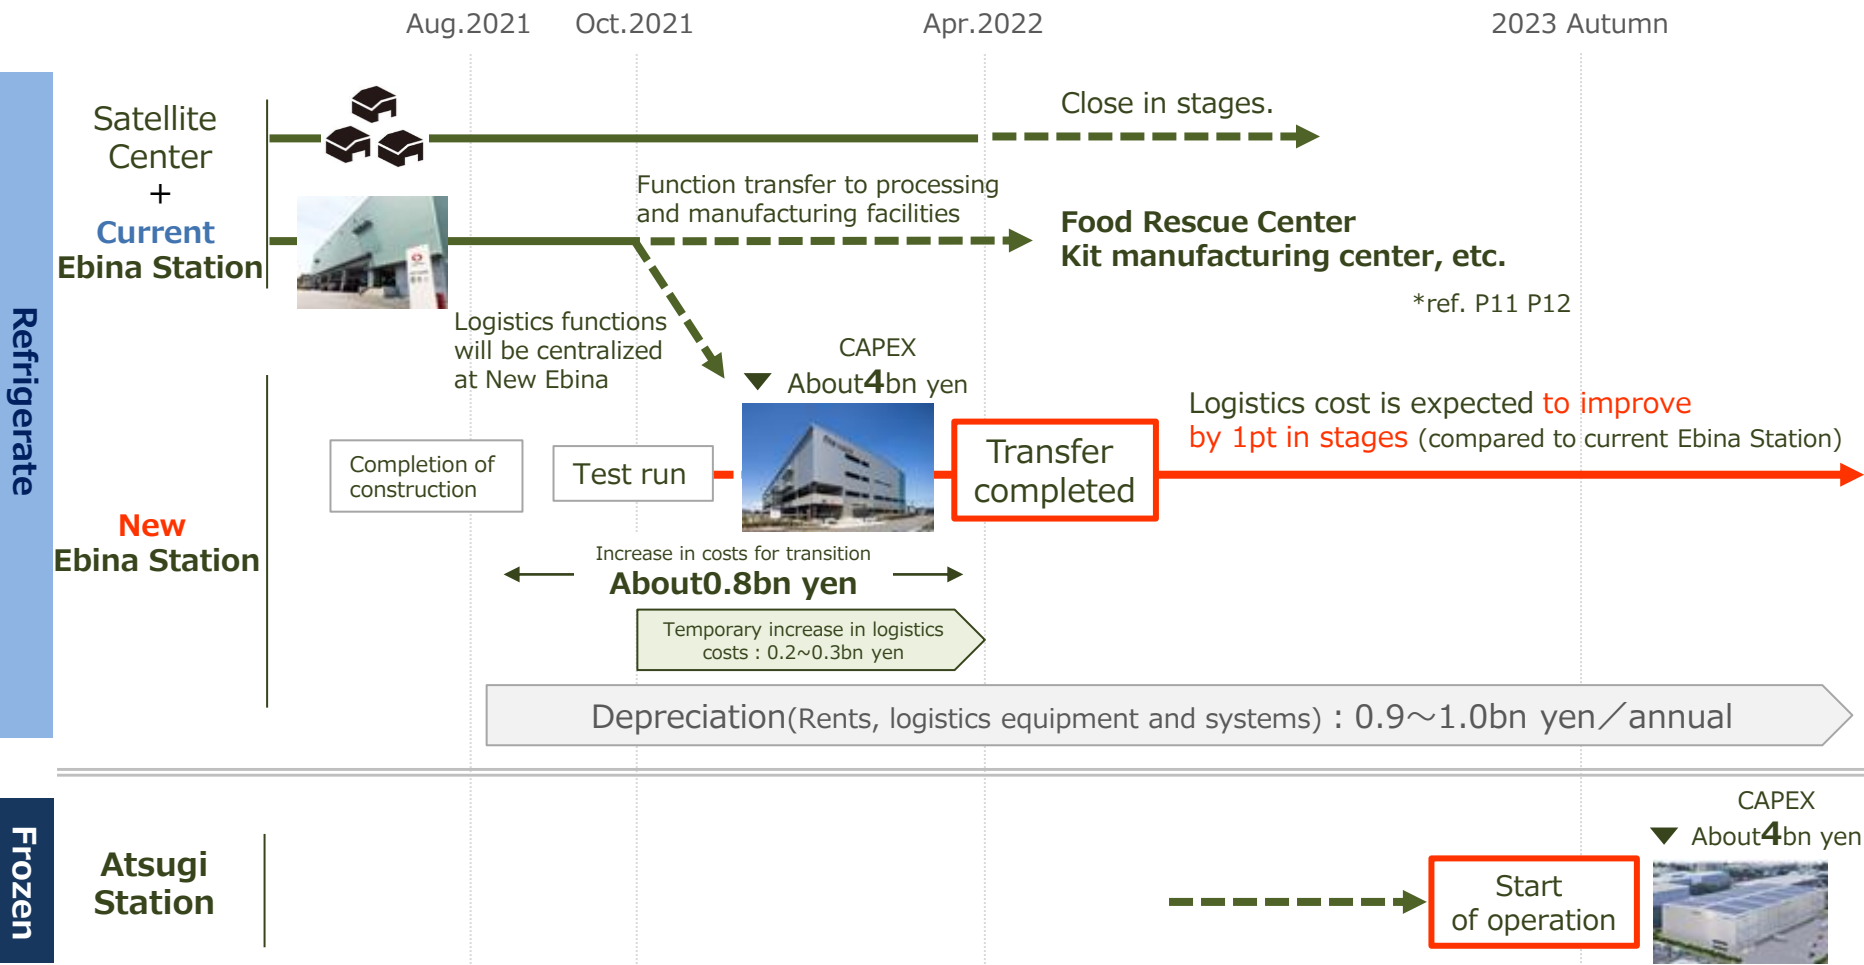 Aug.2021
Oct.2021
Apr.2022
2023 Autumn
Refrigerate
Satellite
Center
+
Current
Ebina Station
Close in stages.
Function transfer to processing
and manufacturing facilities
Food Rescue Center
Kit manufacturing center, etc.
*ref. P11 P12
Logistics functions
will be centralized
at New Ebina
CAPEX
▼ About4bn yen
New
Ebina Station
Completion of
construction
Test run
Transfer
completed
Logistics cost is expected to improve
by 1pt in stages (compared to current Ebina Station)
Increase in costs for transition
About0.8bn yen
Temporary increase in logistics
costs : 0.2~0.3bn yen
Depreciation(Rents, logistics equipment and systems) : 0.9～1.0bn yen／annual
Frozen
Atsugi
Station
Start
of operation
CAPEX
▼ About4bn yen